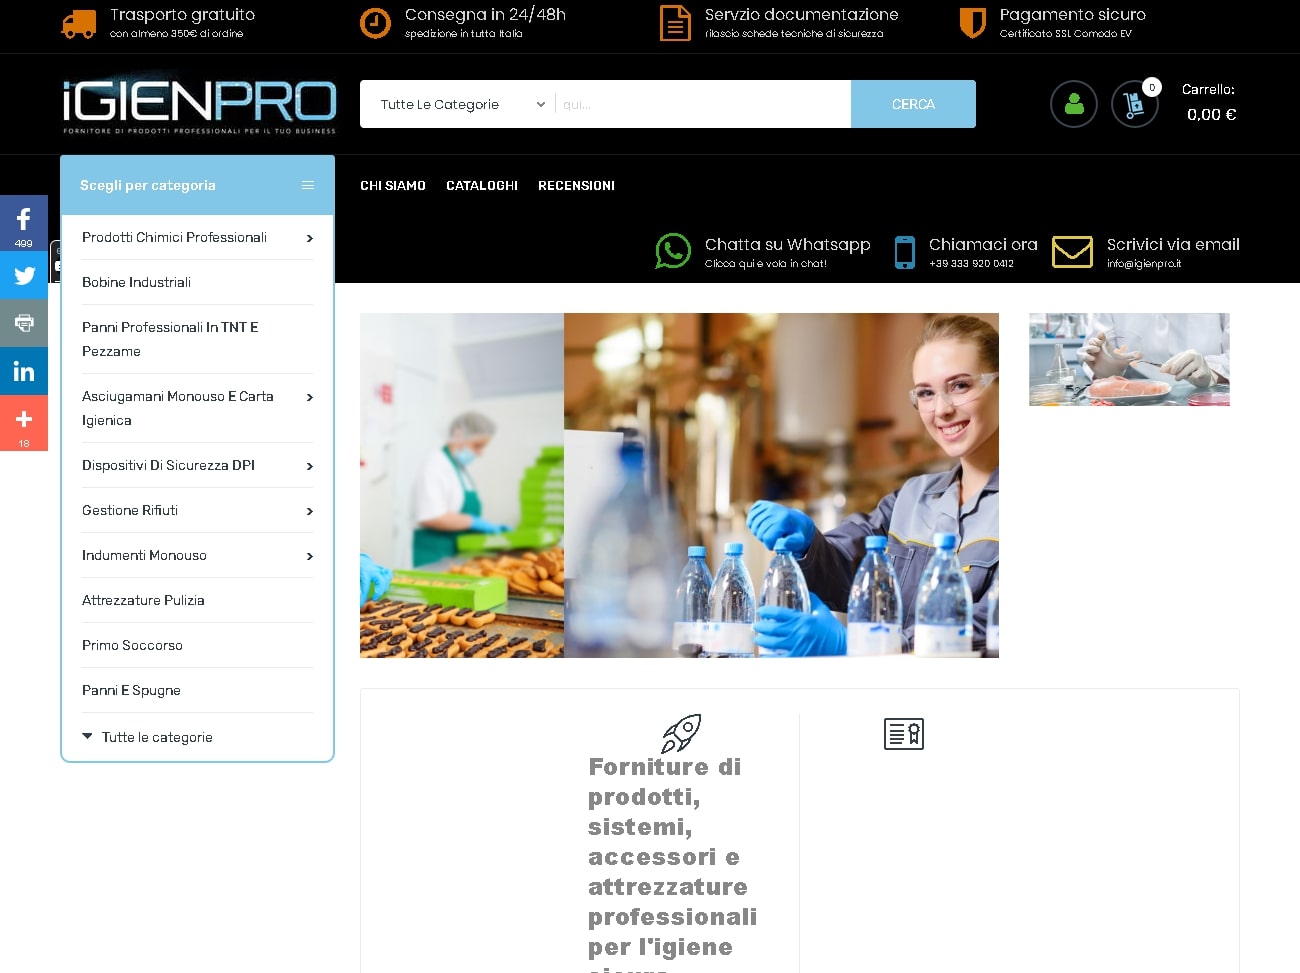 Trasporto gratuito
con almeno 350€ di ordine
Consegna in 24/48h
spedizione in tutta Italia
Servzio documentazione
rilascio schede tecniche di sicurezza
Pagamento sicuro
Certificato SSL Comodo EV
iGIENPRO
FORNITORE DI PRODOTTI PROFESSIONALI PER IL TUO BUSINESS
Tutte Le Categorie
qui...
CERCA
0
Carrello:
0,00 €
Scegli per categoria
CHI SIAMO
CATALOGHI
RECENSIONI
Chatta su Whatsapp
Clicca qui e vola in chat!
Chiamaci ora
+39 333 920 0412
Scrivici via email
info@igienpro.it
499
in
18
Prodotti Chimici Professionali
Bobine Industriali
Panni Professionali In TNT E
Pezzame
Asciugamani Monouso E Carta
Igienica
Dispositivi Di Sicurezza DPI
Gestione Rifiuti
Indumenti Monouso
Attrezzature Pulizia
Primo Soccorso
Panni E Spugne
Tutte le categorie
Forniture di
prodotti,
sistemi,
accessori e
attrezzature
professionali
per l'igiene